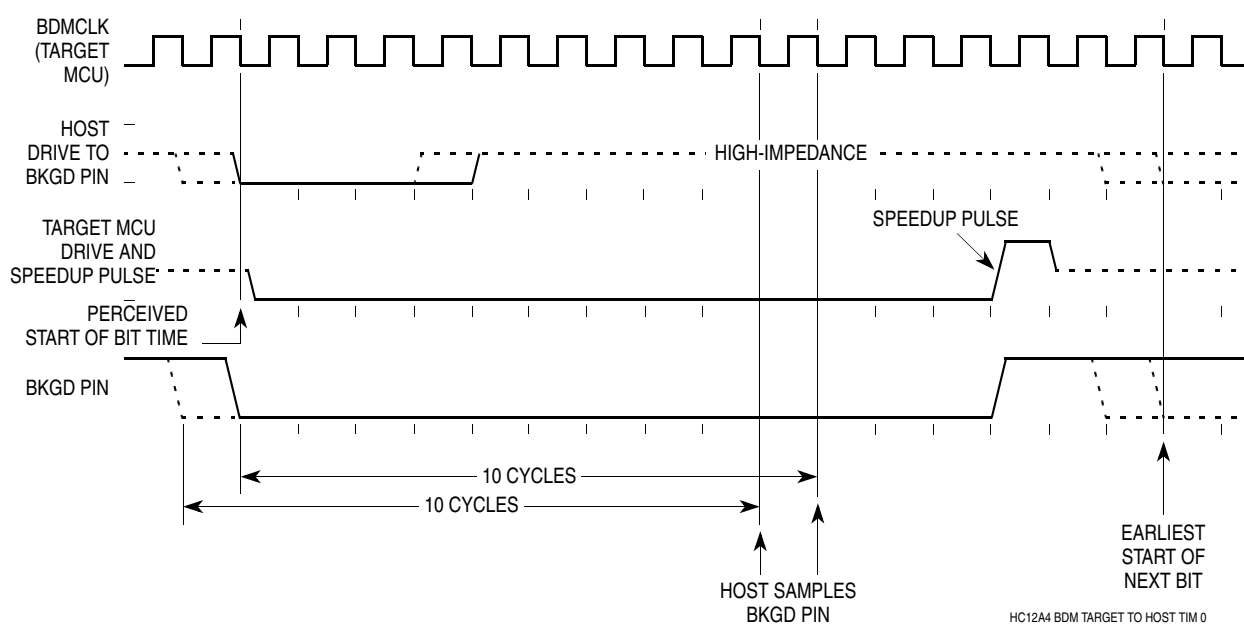 BDMCLK
(TARGET
MCU)
HOST
DRIVE TO
BKGD PIN
HIGH-IMPEDANCE
TARGET MCU
DRIVE AND
SPEEDUP PULSE
SPEEDUP PULSE
PERCEIVED
START OF BIT TIME
BKGD PIN
10 CYCLES
10 CYCLES
HOST SAMPLES
BKGD PIN
EARLIEST
START OF
NEXT BIT
HC12A4 BDM TARGET TO HOST TIM 0